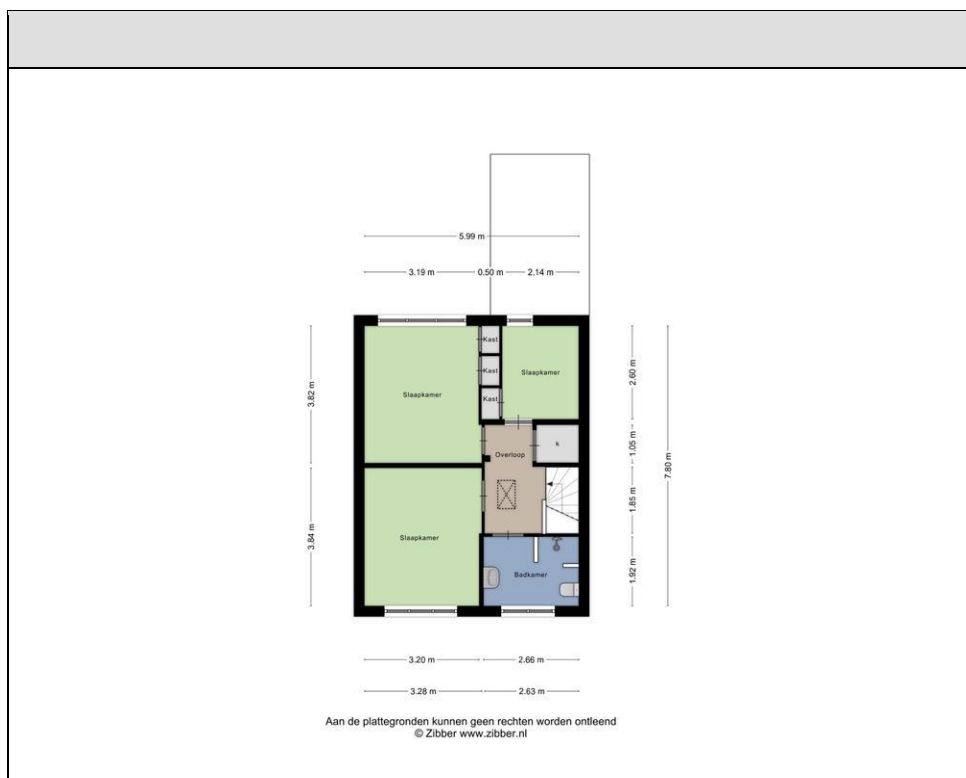 5.99 m
3.19 m 0.50 m 2.14 m
Kast
Kast
Kast
Slaapkamer
Slaapkamer
3.82 m
2.60 m
Overloop
k
1.05 m
7.80 m
1.85 m
3.84 m
Slaapkamer
Badkamer
1.92 m
3.20 m 2.66 m
3.28 m 2.63 m
Aan de plattegronden kunnen geen rechten worden ontleend
© Zibber www.zibber.nl